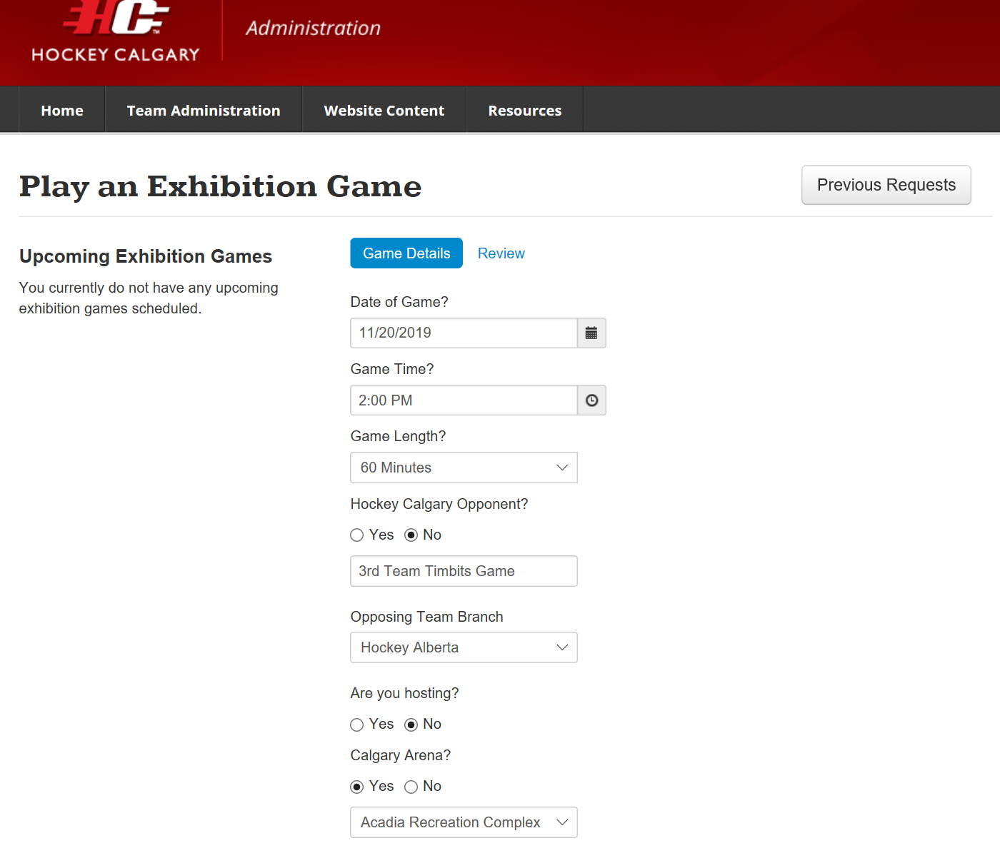 HC™
HOCKEY CALGARY
Administration
Home
Team Administration
Website Content
Resources
Play an Exhibition Game
Previous Requests
Upcoming Exhibition Games
You currently do not have any upcoming
exhibition games scheduled.
Game Details
Review
Date of Game?
11/20/2019
Game Time?
2:00 PM
Game Length?
60 Minutes
Hockey Calgary Opponent?
Yes No
3rd Team Timbits Game
Opposing Team Branch
Hockey Alberta
Are you hosting?
Yes No
Calgary Arena?
Yes No
Acadia Recreation Complex